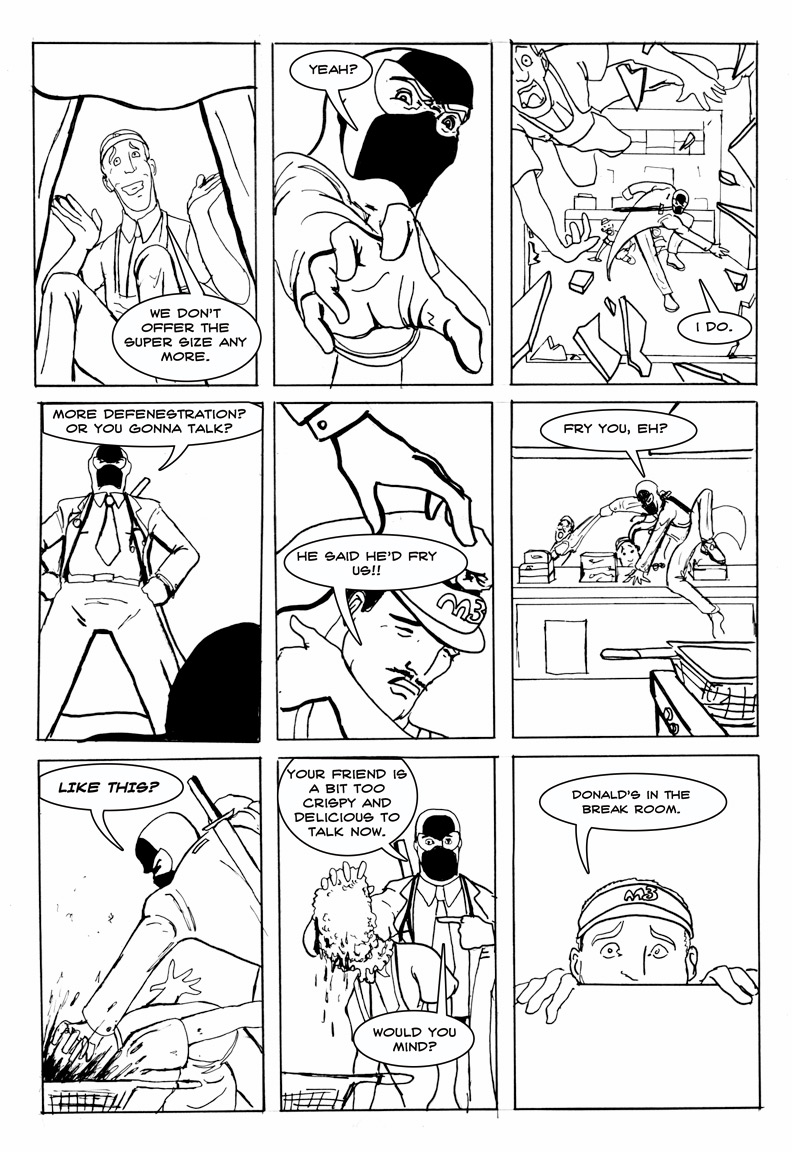 WE DON'T
OFFER THE
SUPER SIZE ANY
MORE.
YEAH?
I DO.
MORE DEFENESTRATION?
OR YOU GONNA TALK?
HE SAID HE'D FRY
US!!
M3
FRY YOU, EH?
LIKE THIS?
YOUR FRIEND IS
A BIT TOO
CRISPY AND
DELICIOUS TO
TALK NOW.
WOULD YOU
MIND?
DONALD'S IN THE
BREAK ROOM.
M3